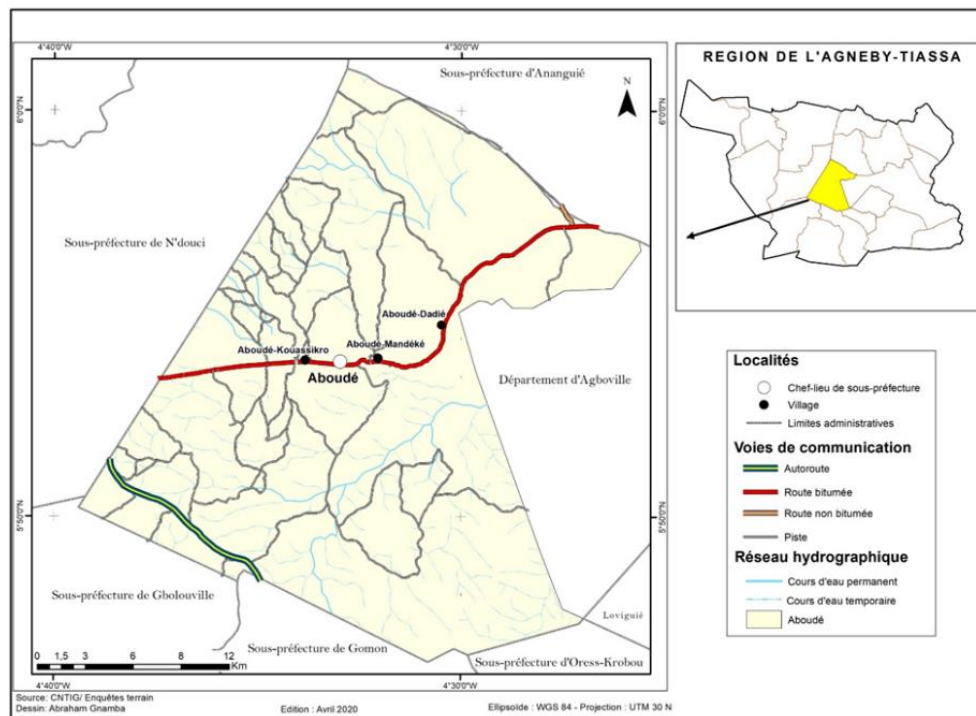 4°40'0"W
4°30'0"W
Sous-préfecture d'Ananguié
N
6°0'0"N
6°0'0"N
Sous-préfecture de N'douci
Aboudé-Dadié
Aboudé-Kouassikro
Aboudé-Mandéké
Aboudé
Département d'Agboville
5°50'0"N
5°50'0"N
Sous-préfecture de Gbolouville
Loviguié
Sous-préfecture de Gomon
Sous-préfecture d'Oress-Krobou
0 1,5 3 6 8 12
Km
4°40'0"W
4°30'0"W
Source: CNTIG/ Enquêtes terrain
Dessin: Abraham Gnamba
Edition : Avril 2020
Ellipsoïde : WGS 84 - Projection : UTM 30 N
REGION DE L'AGNEBY-TIASSA
Localités
Chef-lieu de sous-préfecture
Village
Limites administratives
Voies de communication
Autoroute
Route bitumée
Route non bitumée
Piste
Réseau hydrographique
Cours d'eau permanent
Cours d'eau temporaire
Aboudé